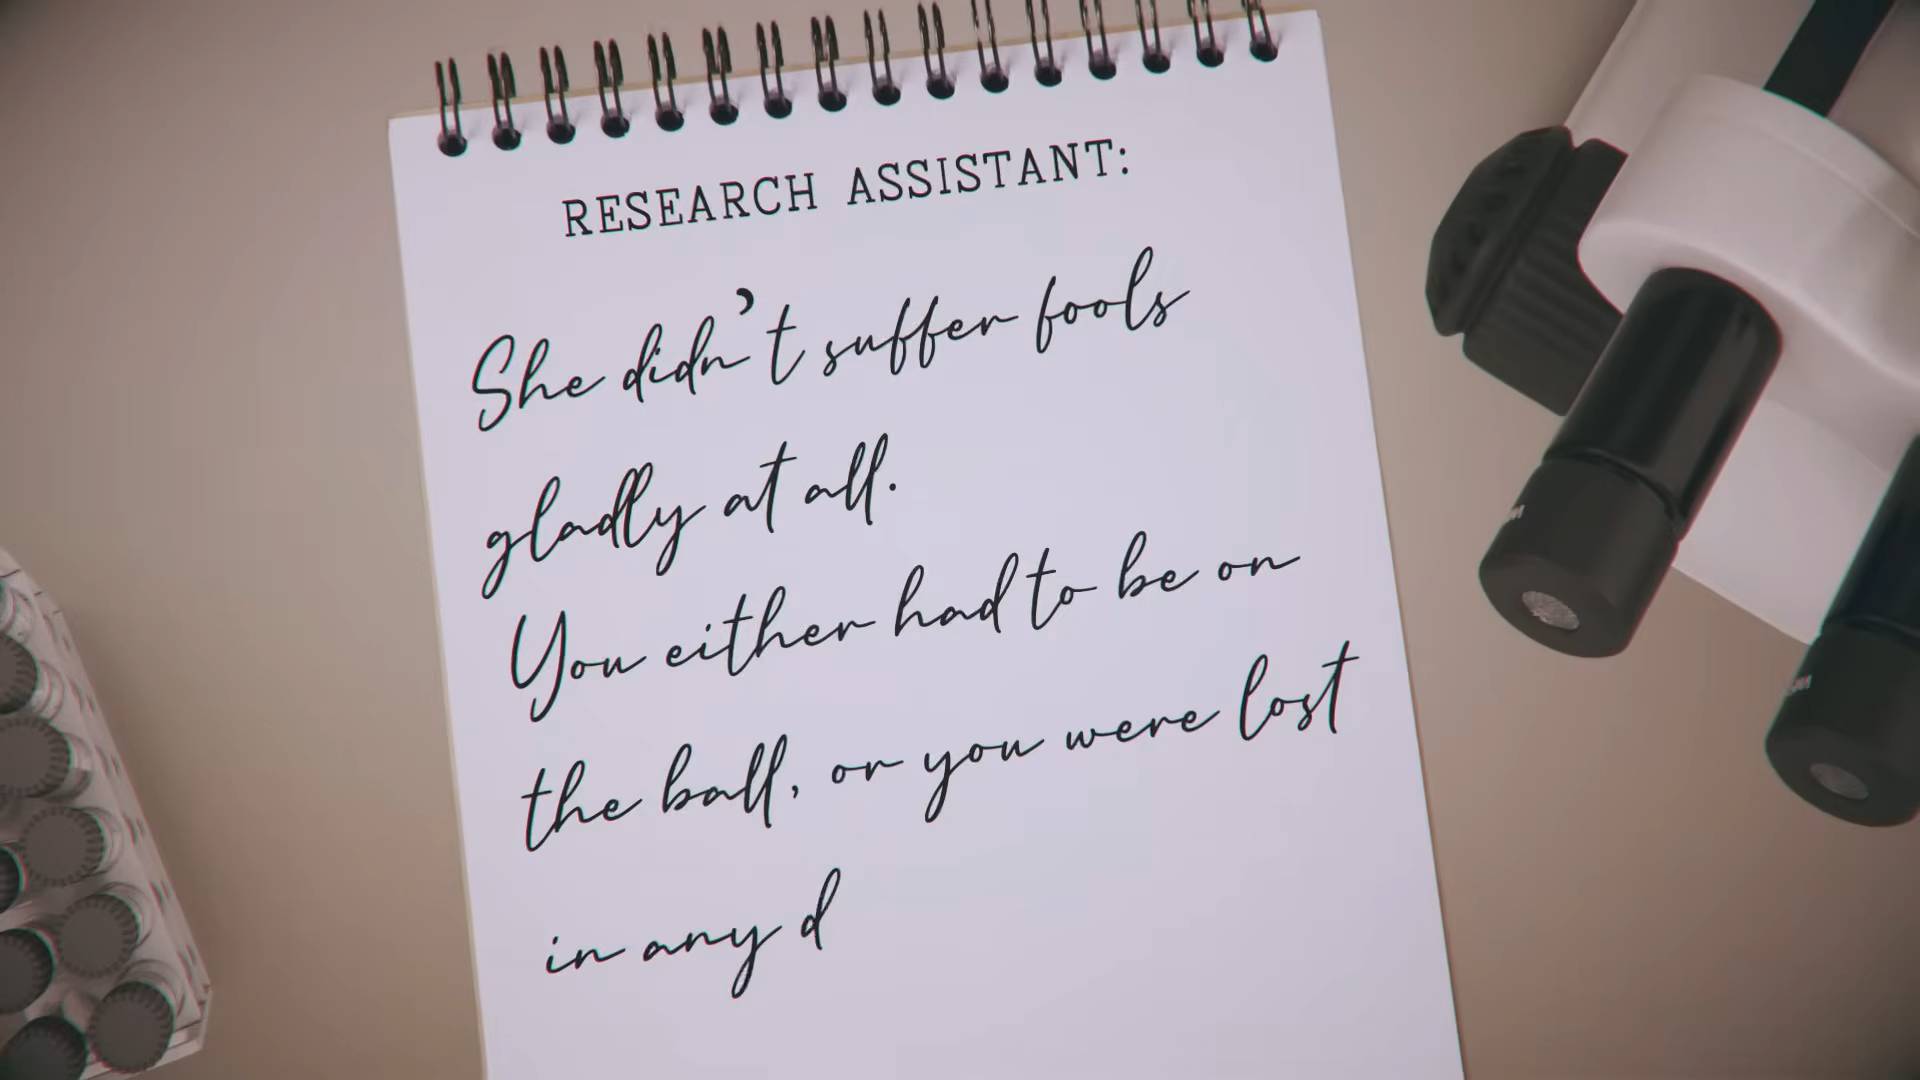 RESEARCH ASSISTANT:
She didn't suffer fools
gladly at all.
You either had to be on
the ball, or you were lost
in any d